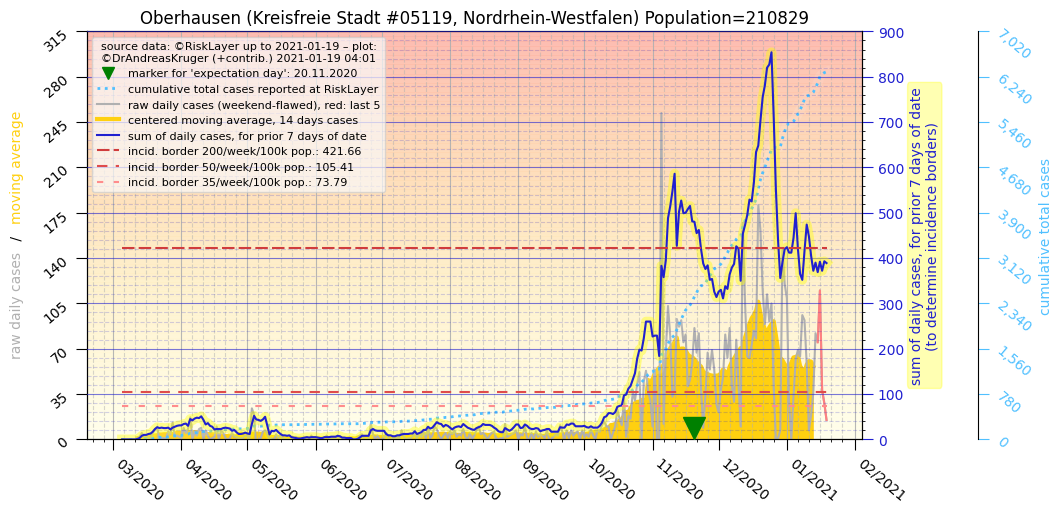 Oberhausen (Kreisfreie Stadt #05119, Nordrhein-Westfalen) Population=210829
source data: ©RiskLayer up to 2021-01-19 – plot:
©DrAndreasKruger (+contrib.) 2021-01-19 04:01
marker for 'expectation day': 20.11.2020
cumulative total cases reported at RiskLayer
raw daily cases (weekend-flawed), red: last 5
centered moving average, 14 days cases
sum of daily cases, for prior 7 days of date
incid. border 200/week/100k pop.: 421.66
incid. border 50/week/100k pop.: 105.41
incid. border 35/week/100k pop.: 73.79
raw daily cases / moving average
315
280
245
210
175
140
105
70
35
0
03/2020
04/2020
05/2020
06/2020
07/2020
08/2020
09/2020
10/2020
11/2020
12/2020
01/2021
02/2021
900
800
700
600
500
400
300
200
100
0
sum of daily cases, for prior 7 days of date
(to determine incidence borders)
7,020
6,240
5,460
4,680
3,900
3,120
2,340
1,560
780
0
cumulative total cases